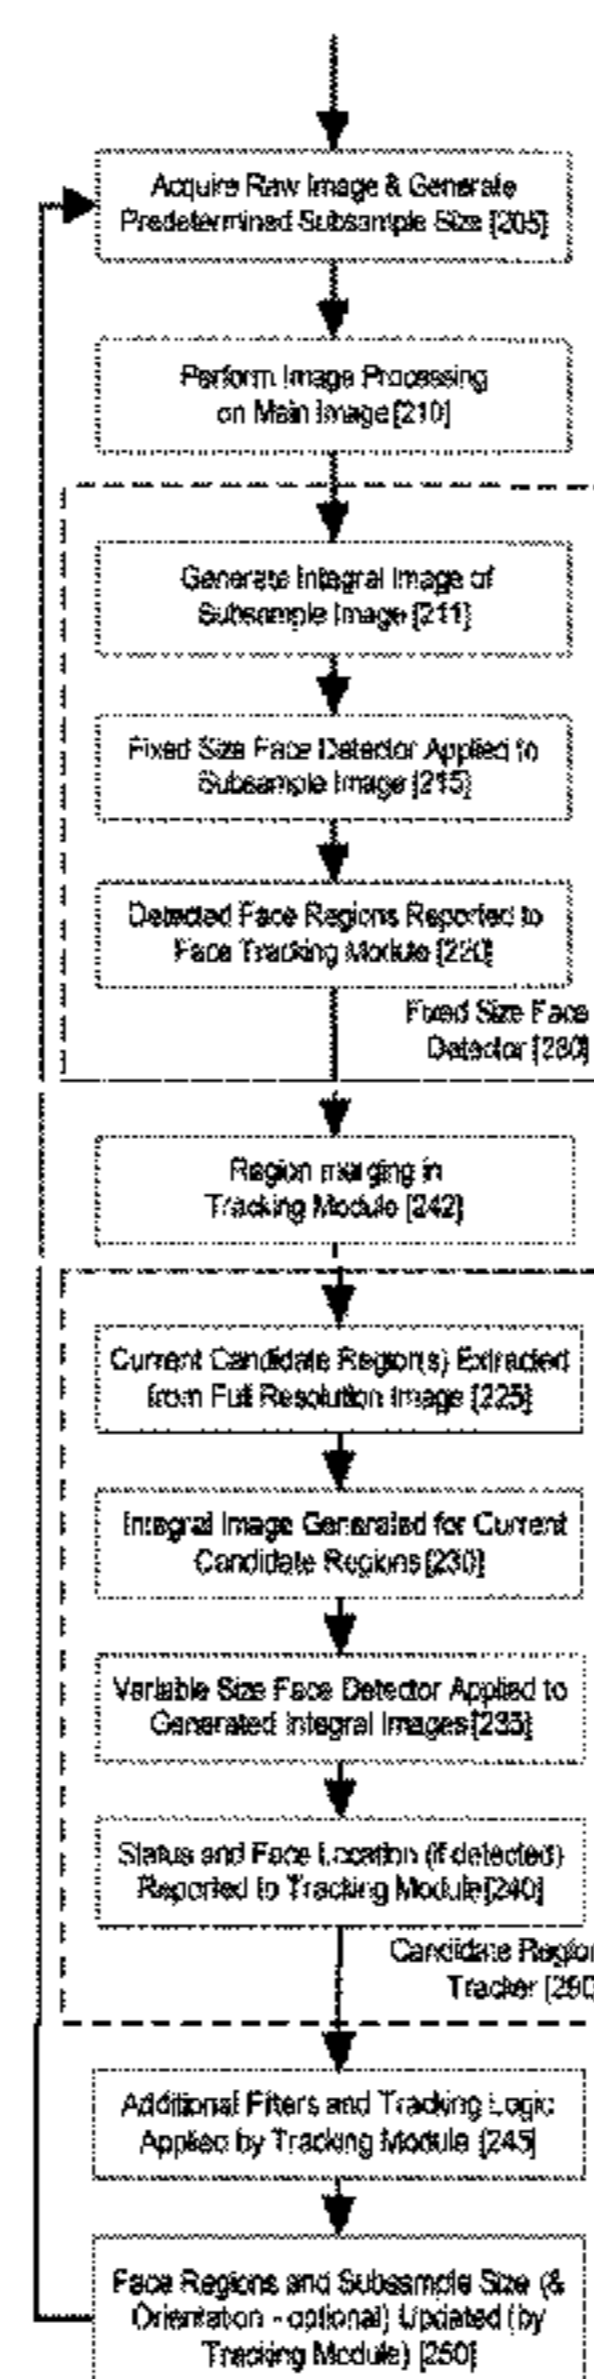 Acquire Raw Image & Generate
Predetermined Subsample Size [205]
Perform Image Processing
on Main Image [210]
Generate Integral Image of
Subsample Image [211]
Fixed Size Face Detector Applied to
Subsample Image [215]
Detected Face Regions Reported to
Face Tracking Module [220]
Fixed Size Face
Detector [280]
Region merging in
Tracking Module [242]
Current Candidate Region(s) Extracted
from Full Resolution Image [225]
Integral Image Generated for Current
Candidate Regions [230]
Variable Size Face Detector Applied to
Generated Integral Images [235]
Status and Face Location (if detected)
Reported to Tracking Module [240]
Candidate Region
Tracker [290
Additional Filters and Tracking Logic
Applied by Tracking Module [245]
Face Regions and Subsample Size (&
Orientation - optional) Updated (by
Tracking Module) [250]